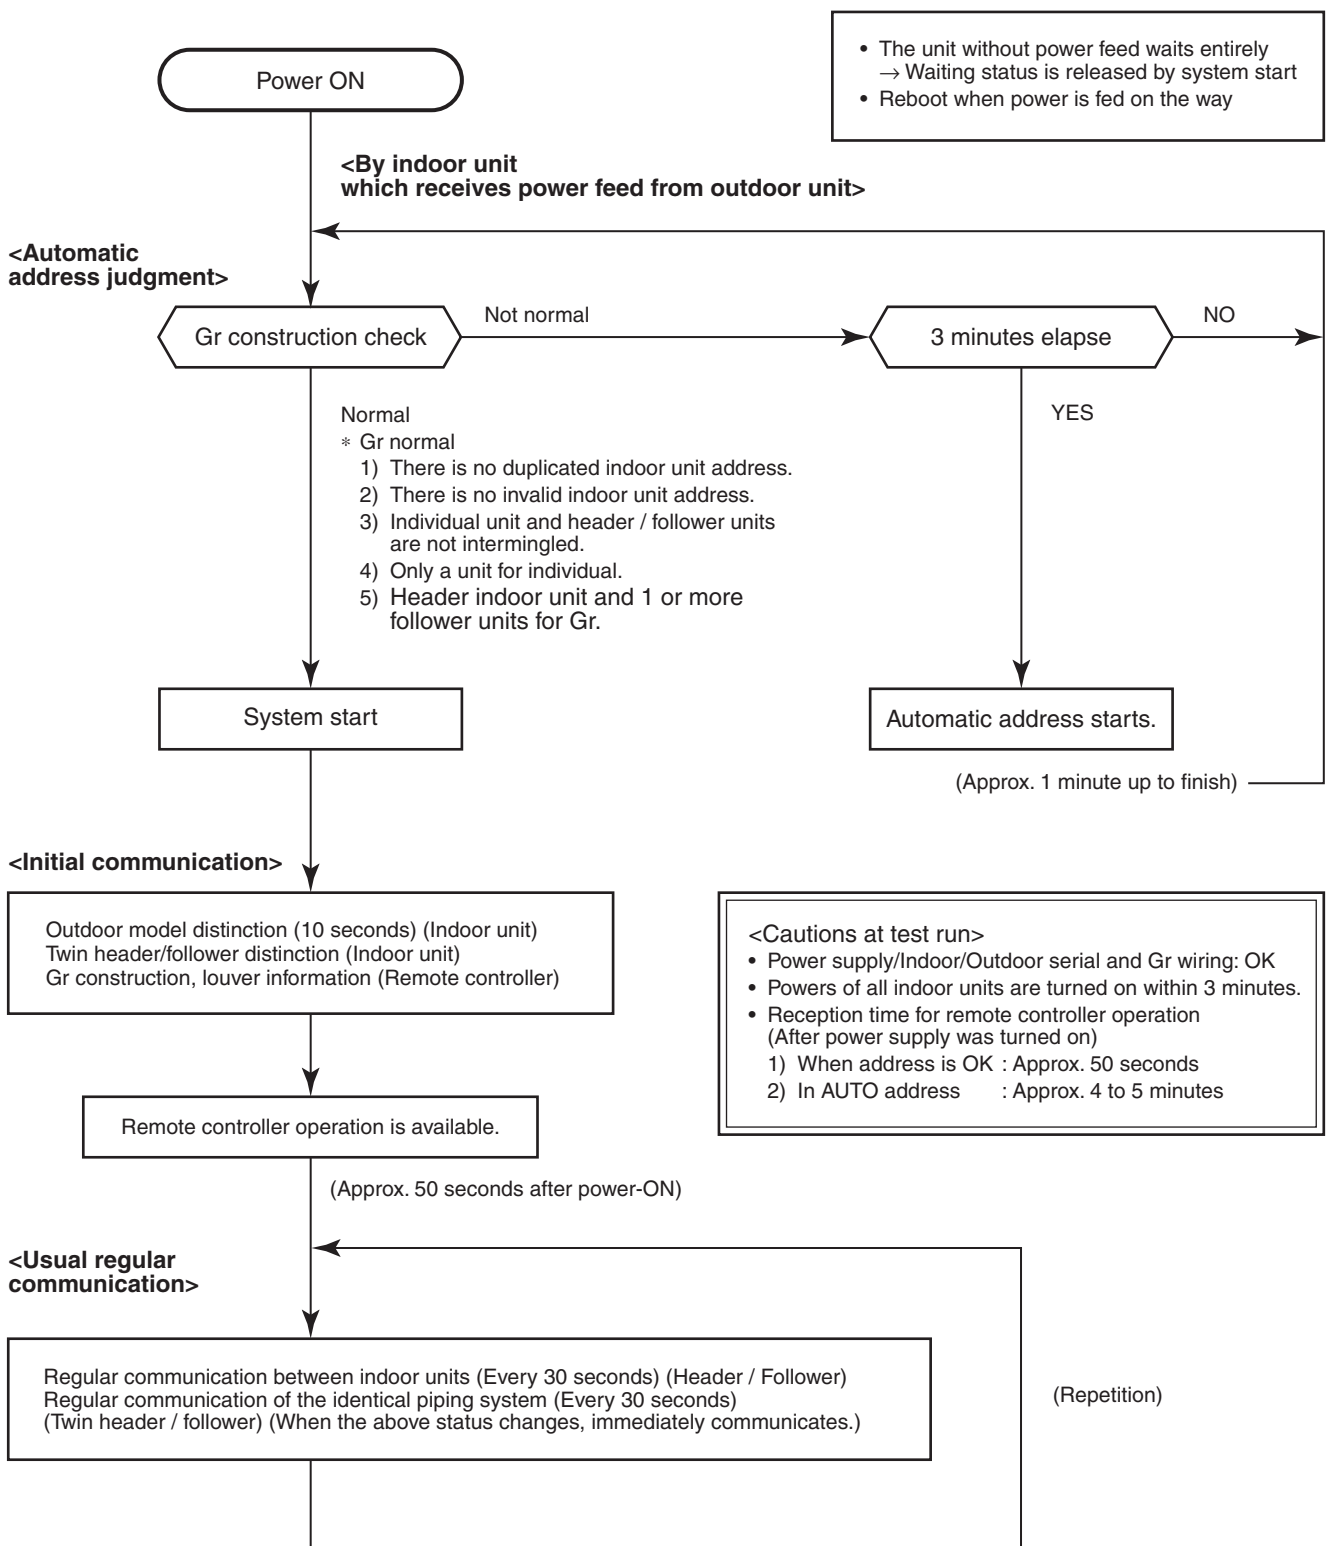 Power ON
• The unit without power feed waits entirely
→ Waiting status is released by system start
• Reboot when power is fed on the way
<By indoor unit
which receives power feed from outdoor unit>
<Automatic
address judgment>
Gr construction check
Not normal
3 minutes elapse
NO
YES
Normal
* Gr normal
1) There is no duplicated indoor unit address.
2) There is no invalid indoor unit address.
3) Individual unit and header / follower units
are not intermingled.
4) Only a unit for individual.
5) Header indoor unit and 1 or more
follower units for Gr.
System start
Automatic address starts.
(Approx. 1 minute up to finish)
<Initial communication>
Outdoor model distinction (10 seconds) (Indoor unit)
Twin header/follower distinction (Indoor unit)
Gr construction, louver information (Remote controller)
<Cautions at test run>
• Power supply/Indoor/Outdoor serial and Gr wiring: OK
• Powers of all indoor units are turned on within 3 minutes.
• Reception time for remote controller operation
(After power supply was turned on)
1) When address is OK : Approx. 50 seconds
2) In AUTO address : Approx. 4 to 5 minutes
Remote controller operation is available.
(Approx. 50 seconds after power-ON)
<Usual regular
communication>
Regular communication between indoor units (Every 30 seconds) (Header / Follower)
Regular communication of the identical piping system (Every 30 seconds)
(Twin header / follower) (When the above status changes, immediately communicates.)
(Repetition)